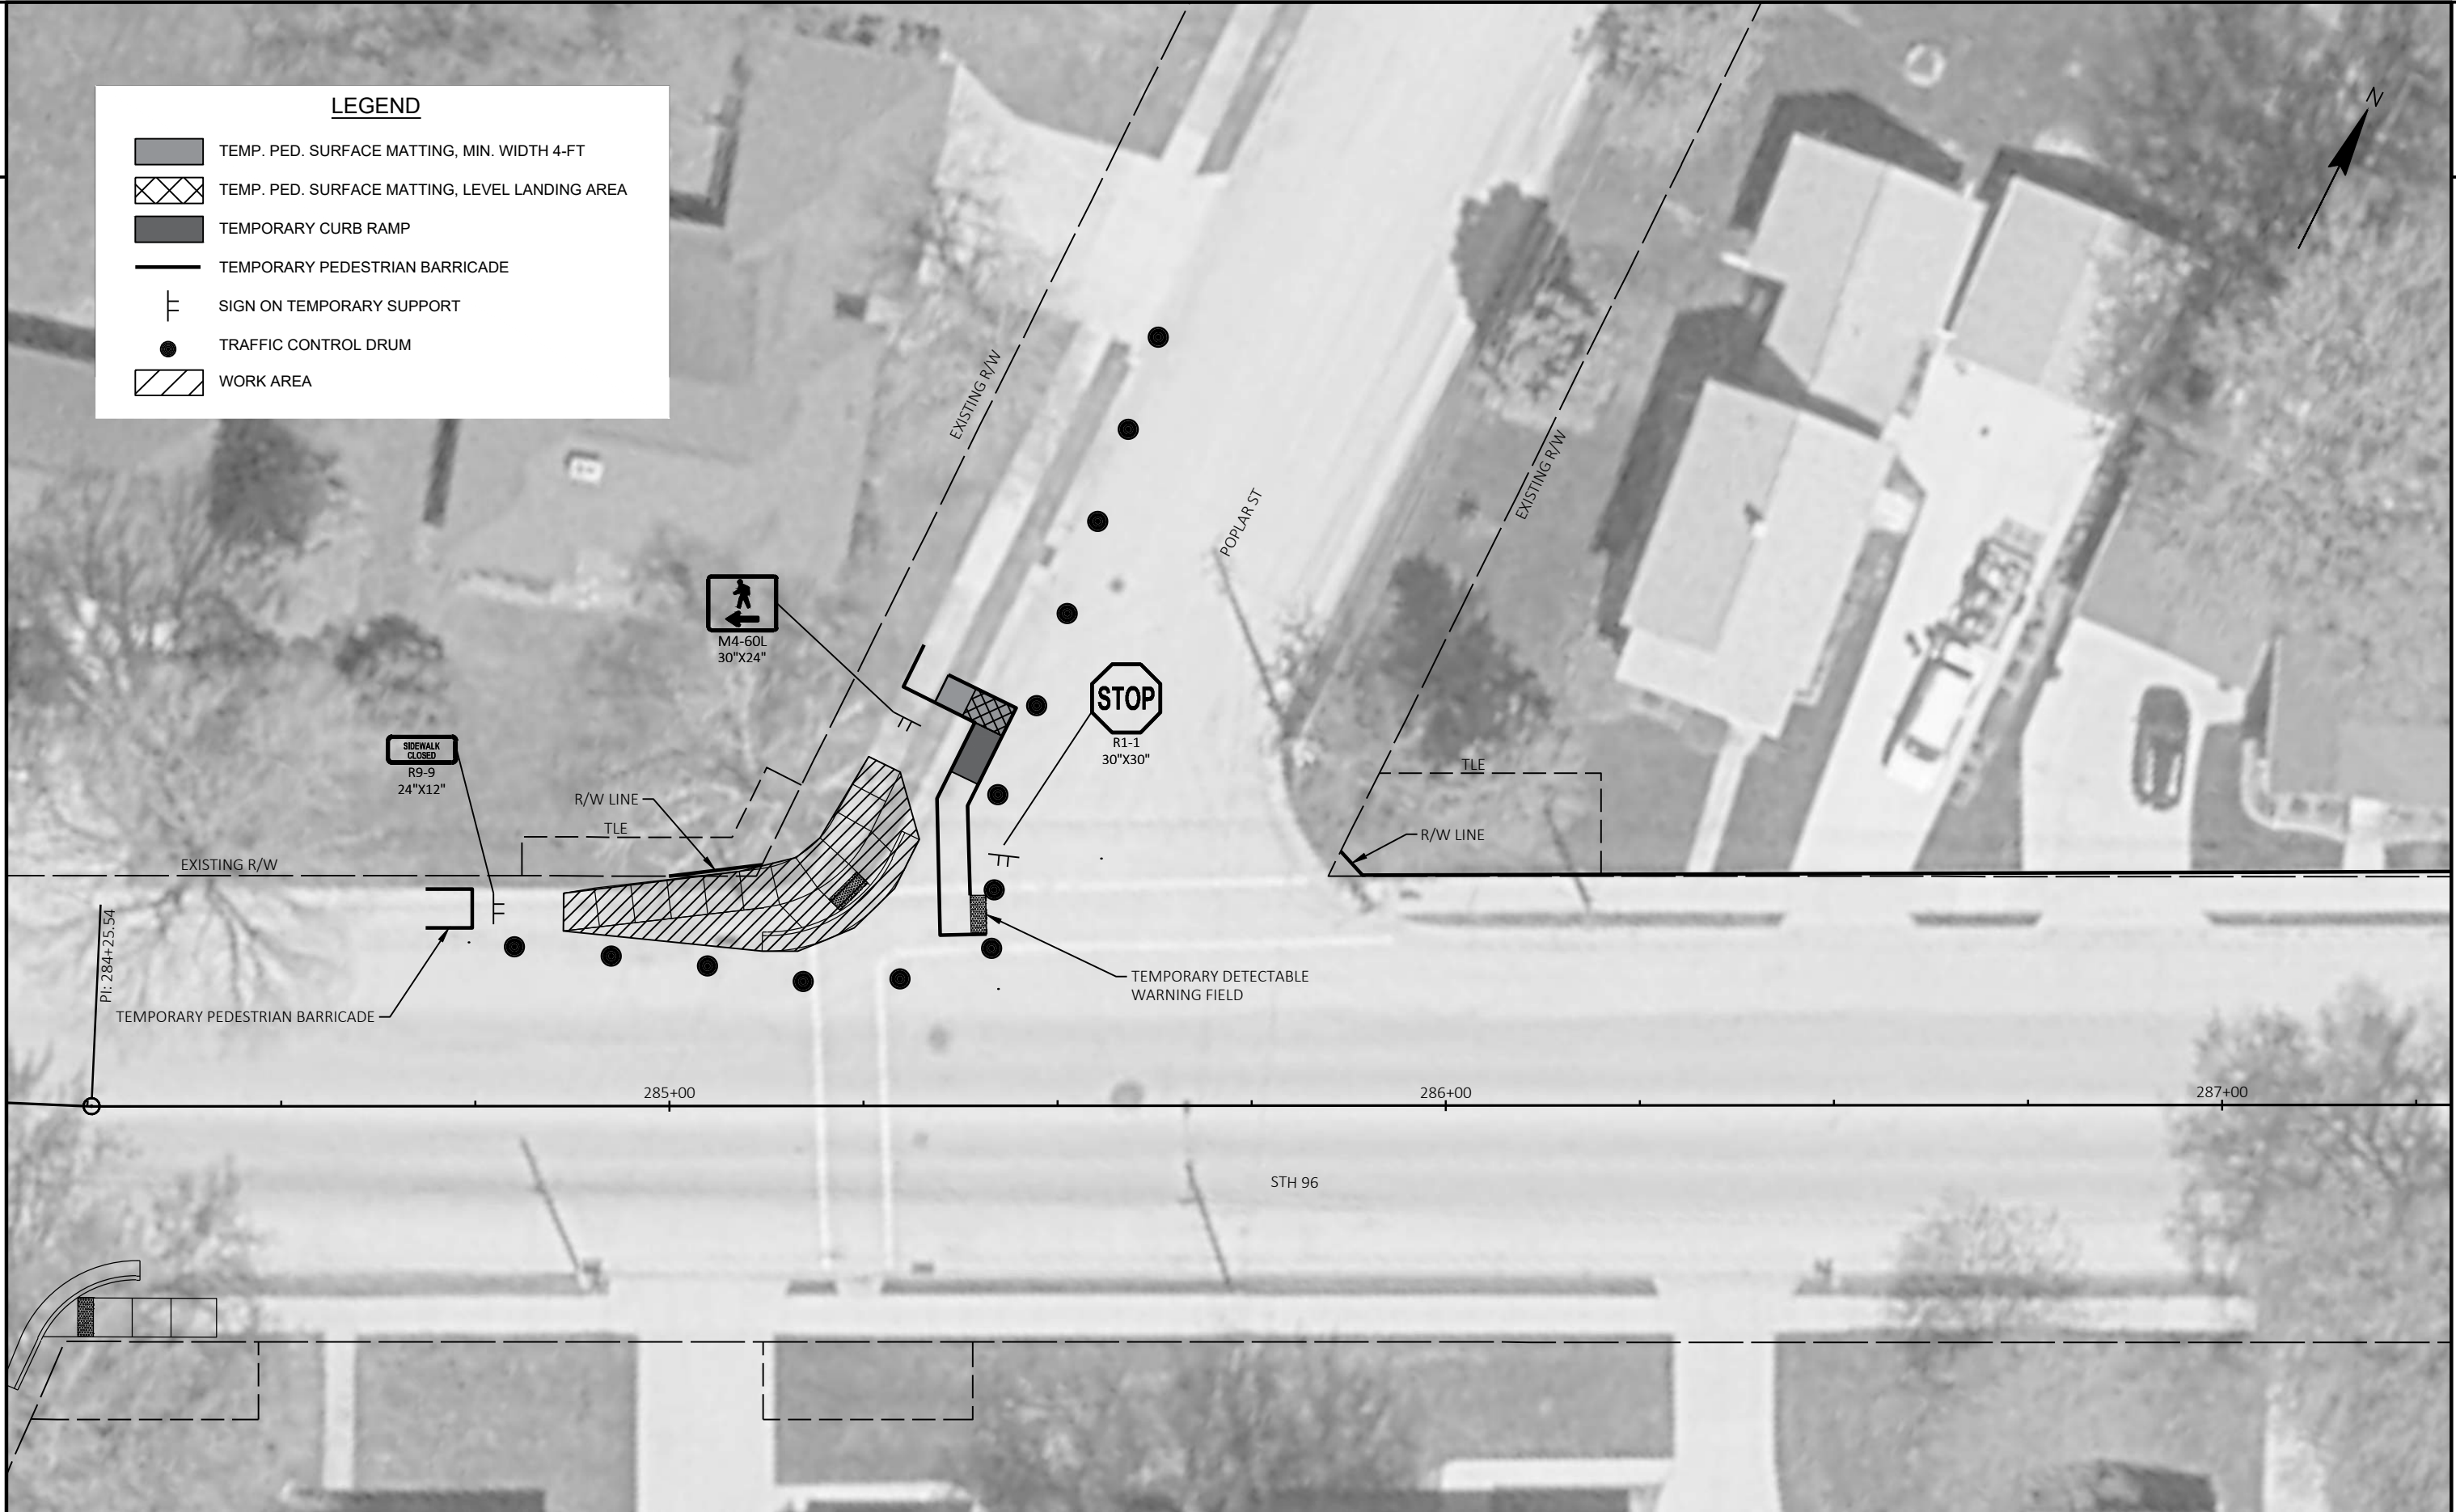 LEGEND
TEMP. PED. SURFACE MATTING, MIN. WIDTH 4-FT
TEMP. PED. SURFACE MATTING, LEVEL LANDING AREA
TEMPORARY CURB RAMP
TEMPORARY PEDESTRIAN BARRICADE
SIGN ON TEMPORARY SUPPORT
TRAFFIC CONTROL DRUM
WORK AREA
N
EXISTING R/W
EXISTING R/W
POPLAR ST
M4-60L
30"X24"
STOP
R1-1
30"X30"
SIDEWALK
CLOSED
R9-9
24"X12"
R/W LINE
TLE
TLE
R/W LINE
EXISTING R/W
PI: 284+25.54
TEMPORARY PEDESTRIAN BARRICADE
TEMPORARY DETECTABLE
WARNING FIELD
285+00
286+00
287+00
STH 96